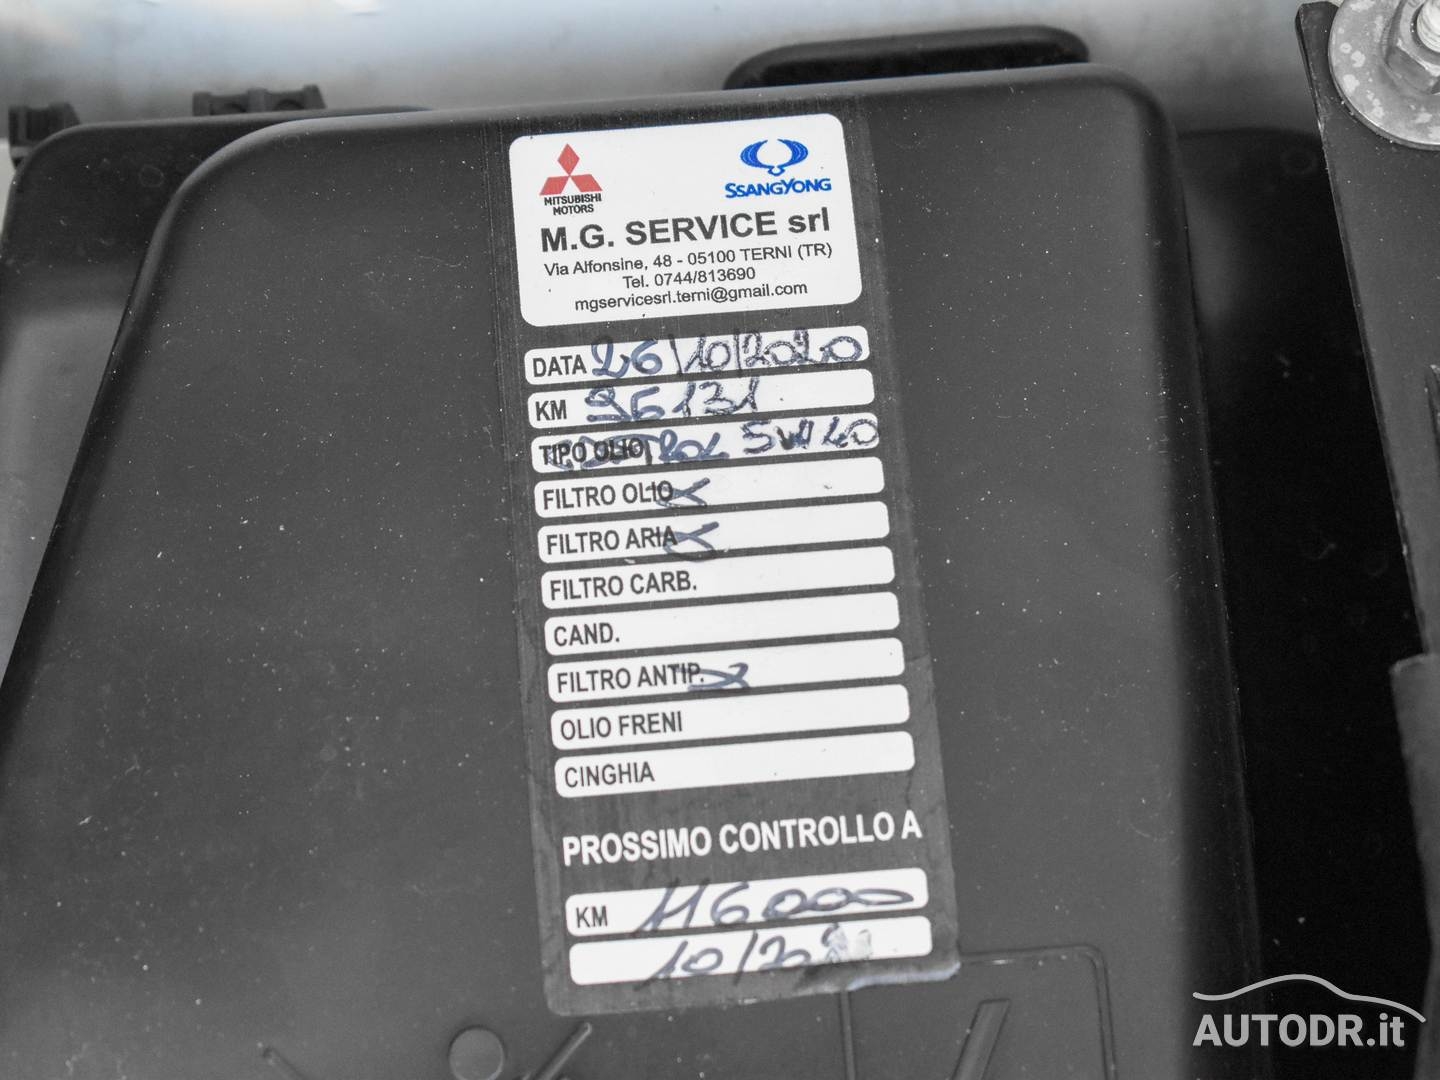 MITSUBISHI
MOTORS
SSANGYONG
M.G. SERVICE srl
Via Alfonsine, 48 - 05100 TERNI (TR)
Tel. 0744/813690
mgservicesrl.terni@gmail.com
DATA 26/10/2020
KM 96131
TIPO OLIO 5W40
FILTRO OLIO X
FILTRO ARIA X
FILTRO CARB.
CAND.
FILTRO ANTIP. X
OLIO FRENI
CINGHIA
PROSSIMO CONTROLLO A
KM 116000
AUTODR.it